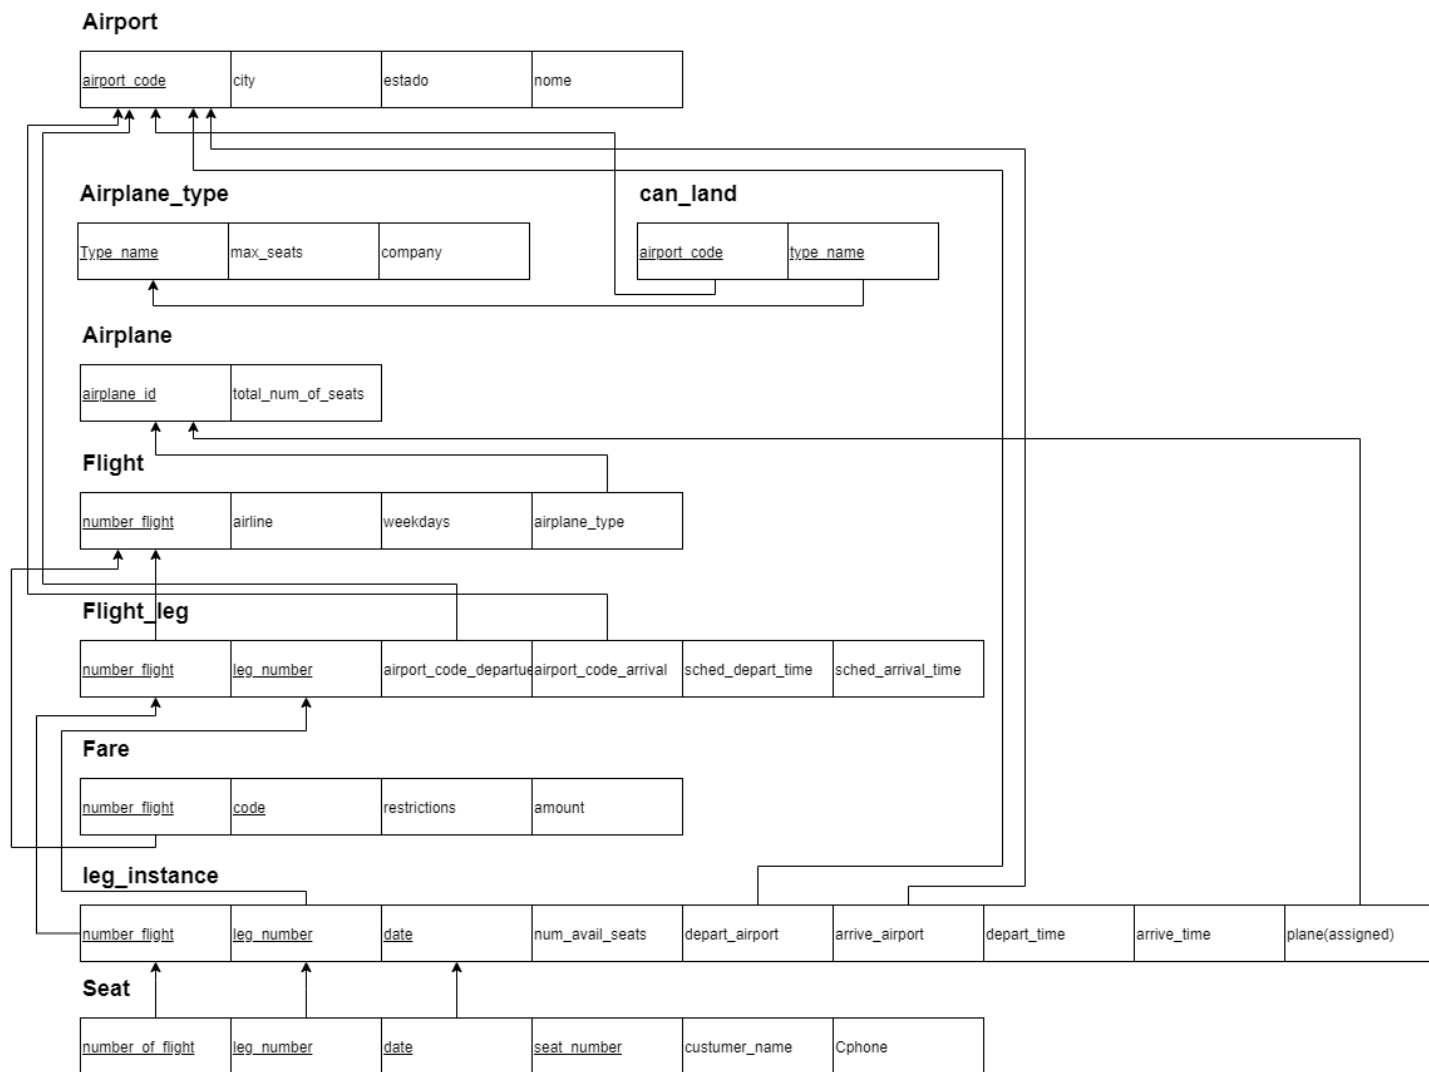 Airport
airport_code city estado nome
Airplane_type can_land
Type_name max_seats company airport_code type_name
Airplane
airplane_id total_num_of_seats
Flight
number_flight airline weekdays airplane_type
Flight_leg
number_flight leg_number airport_code_departue airport_code_arrival sched_depart_time sched_arrival_time
Fare
number_flight code restrictions amount
leg_instance
number_flight leg_number date num_avail_seats depart_airport arrive_airport depart_time arrive_time plane(assigned)
Seat
number_of_flight leg_number date seat_number custumer_name Cphone